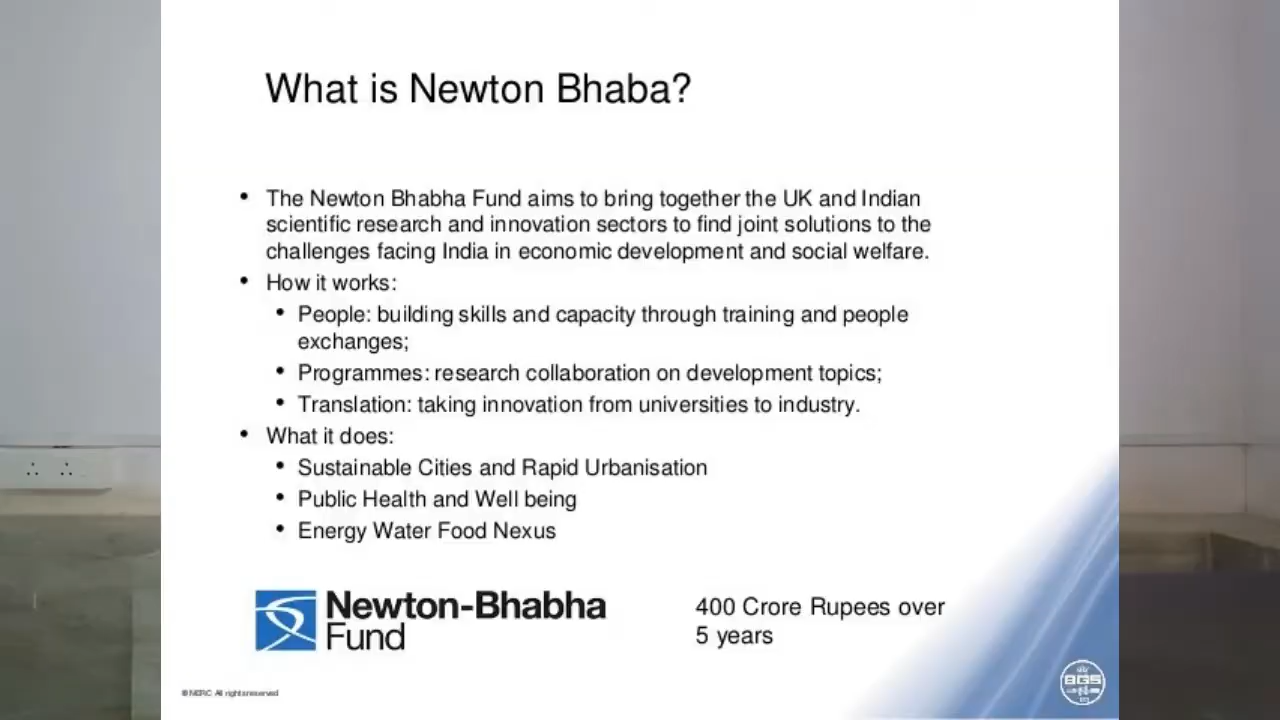 What is Newton Bhaba?
• The Newton Bhabha Fund aims to bring together the UK and Indian
scientific research and innovation sectors to find joint solutions to the
challenges facing India in economic development and social welfare.
• How it works:
• People: building skills and capacity through training and people
exchanges;
• Programmes: research collaboration on development topics;
• Translation: taking innovation from universities to industry.
• What it does:
• Sustainable Cities and Rapid Urbanisation
• Public Health and Well being
• Energy Water Food Nexus
Newton-Bhabha
Fund
400 Crore Rupees over
5 years
© NERC All rights reserved
BGS